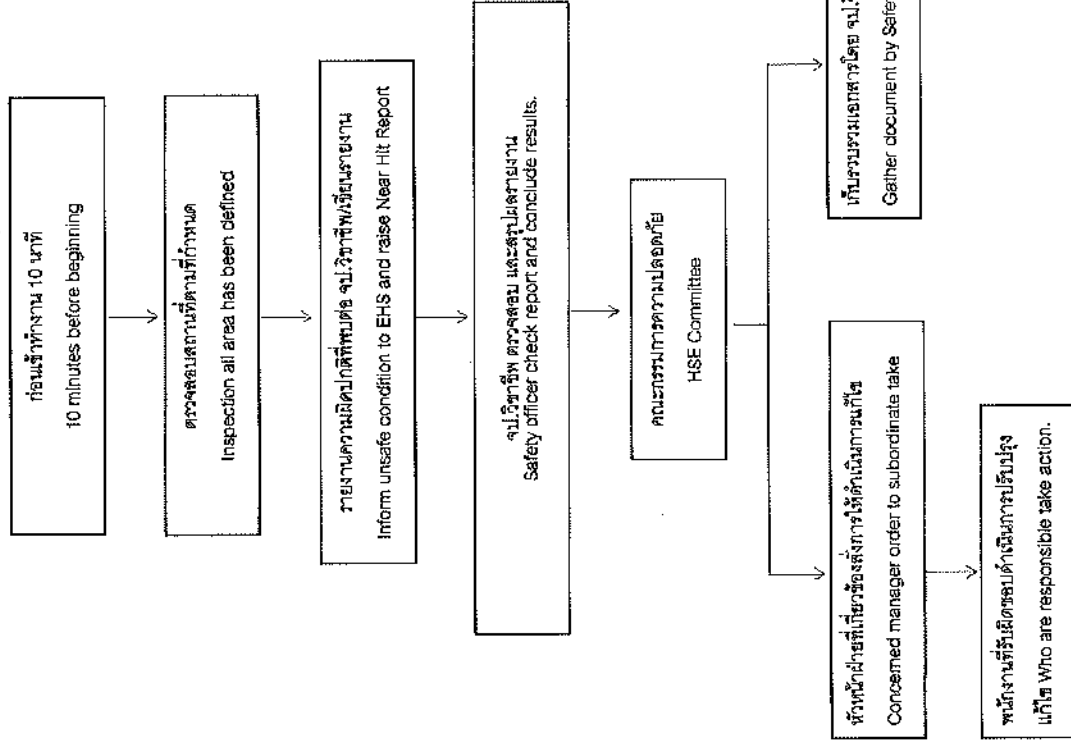 ก่อนเข้าทำงาน 10 นาที
10 minutes before beginning
ตรวจสอบสถานที่ตามที่กำหนด
Inspection all area has been defined
รายงานความผิดปกติที่พบต่อ จป.วิชาชีพ/เขียนรายงาน
Inform unsafe condition to EHS and raise Near Hit Report
จป.วิชาชีพ ตรวจสอบ และสรุปผลรายงาน
Safety officer check report and conclude results.
คณะกรรมการความปลอดภัย
HSE Committee
หัวหน้าฝ่ายที่เกี่ยวข้องสั่งการให้ดำเนินการแก้ไข
Concerned manager order to subordinate take
พนักงานที่รับผิดชอบดำเนินการปรับปรุง
แก้ไข Who are responsible take action.
เก็บรวบรวมเอกสารโดย จป.
Gather document by Safe